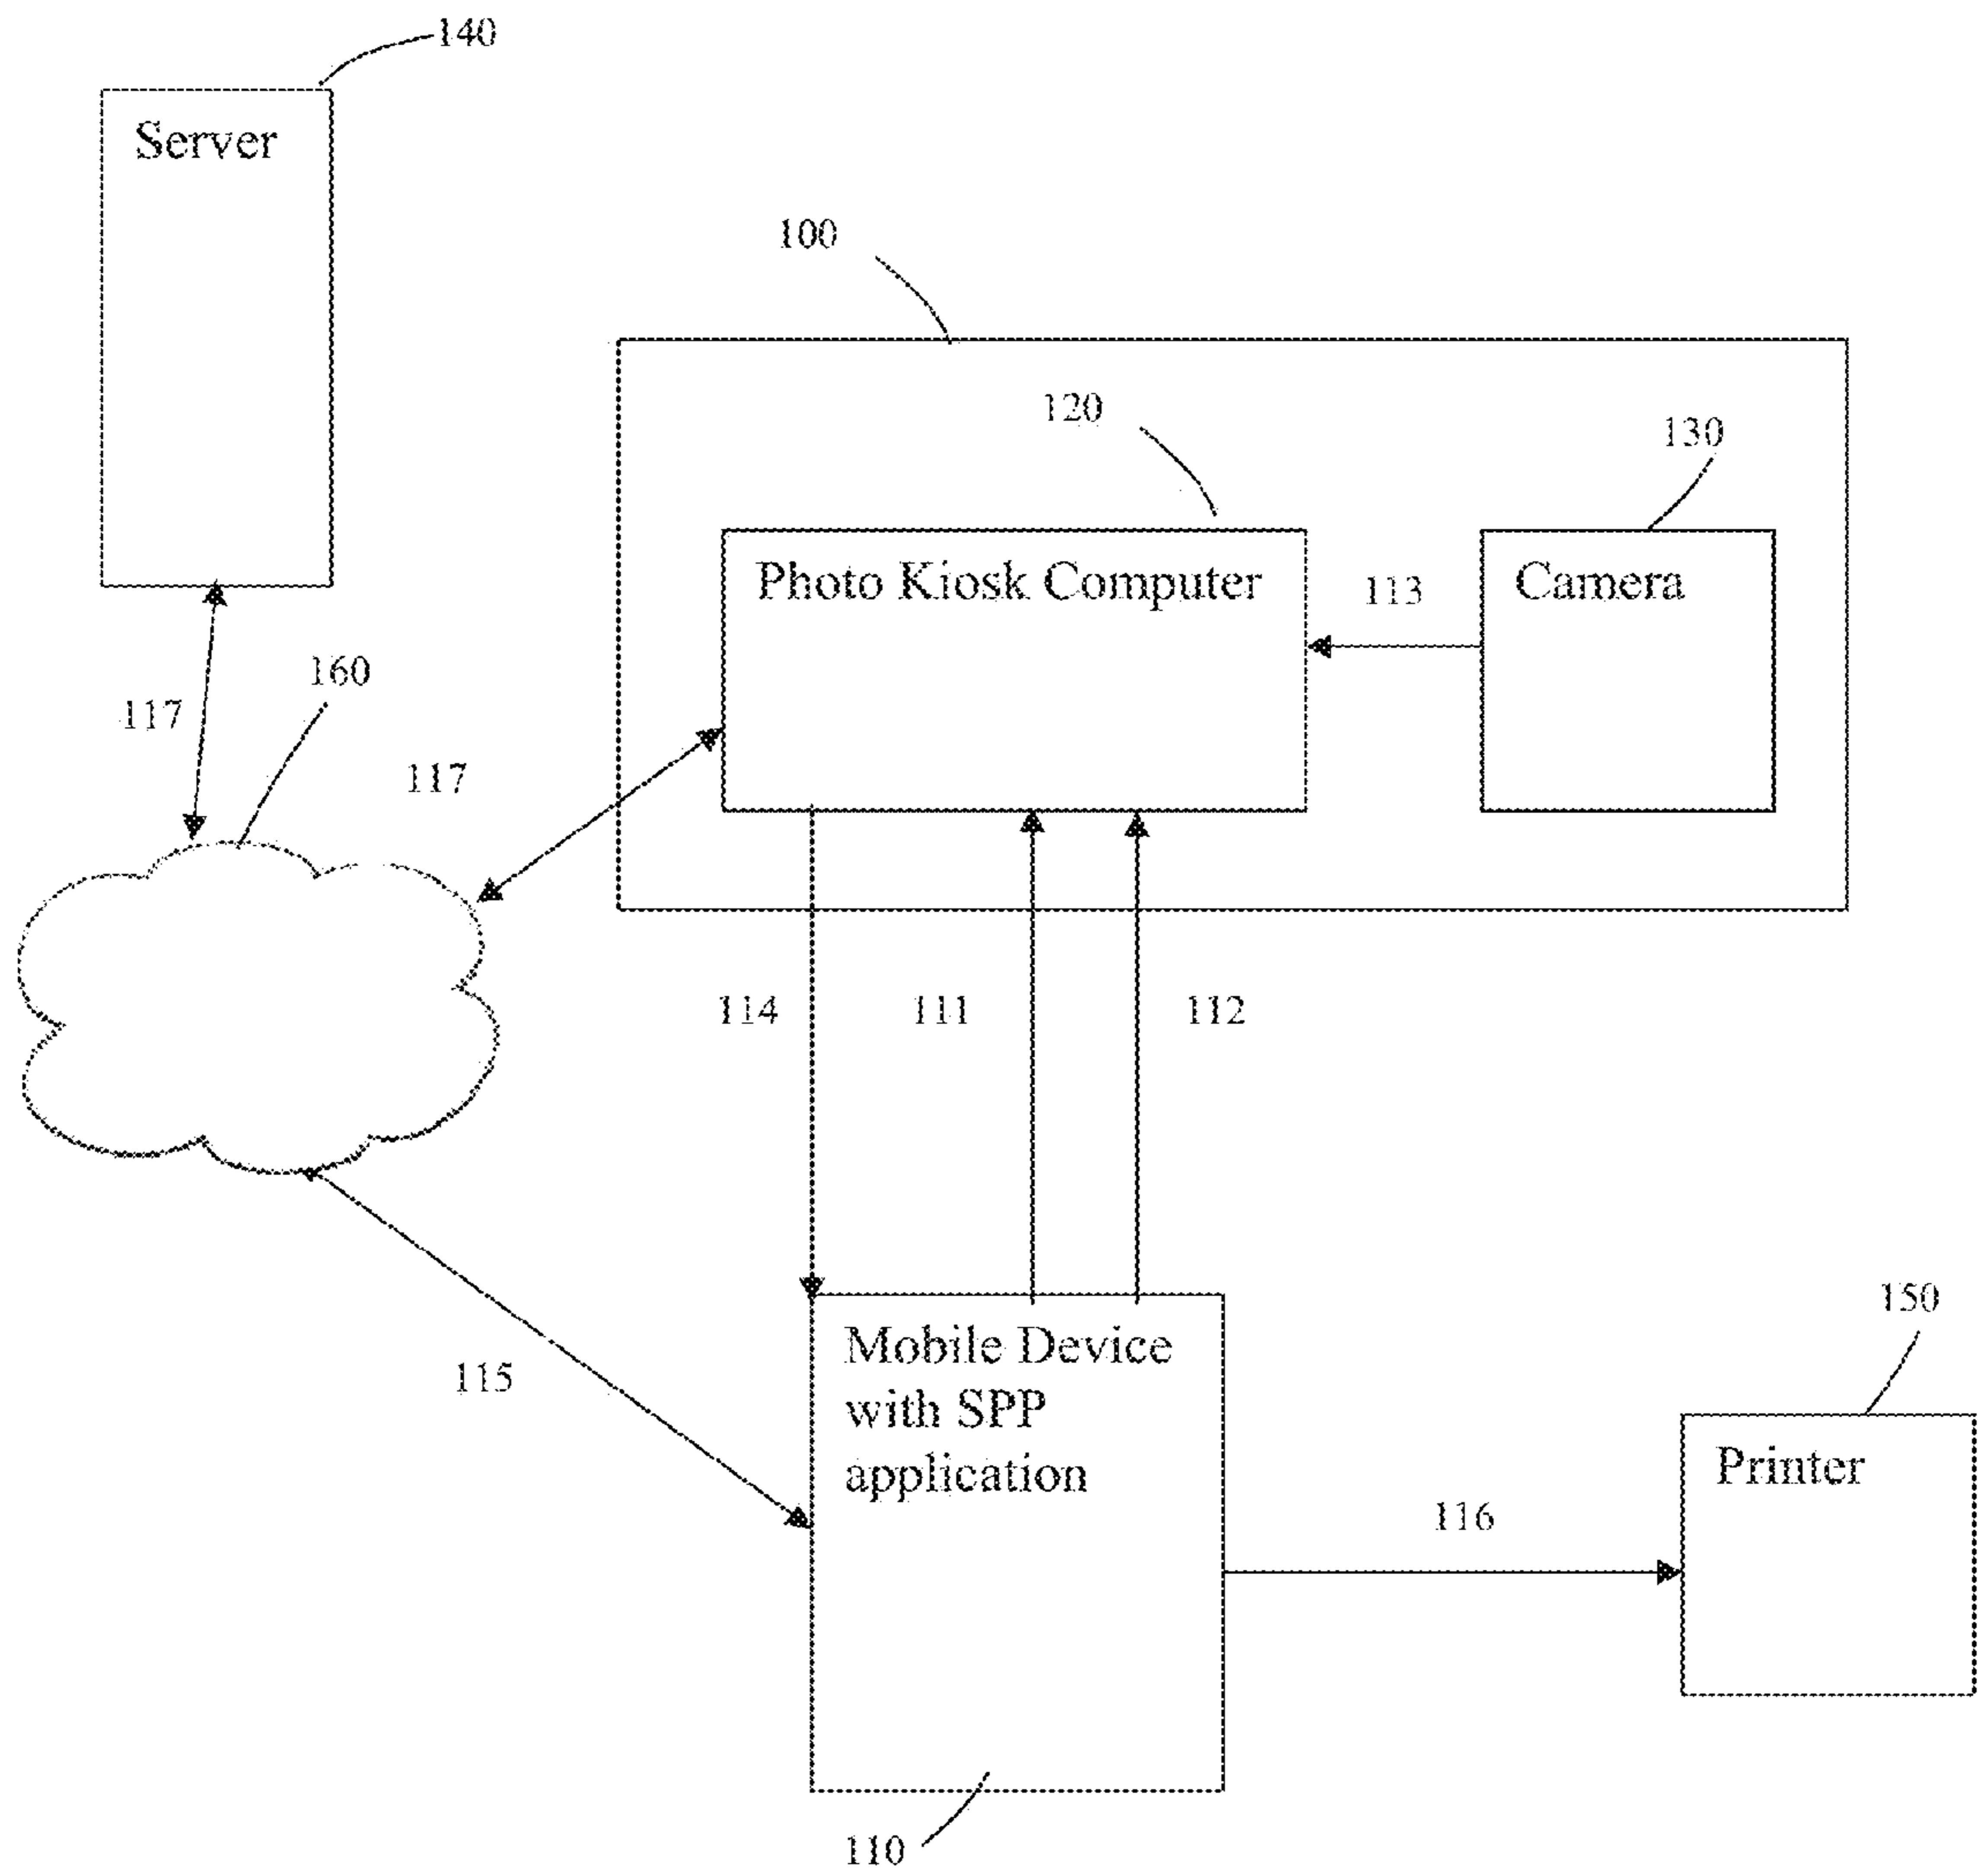 140
Server
100
120
130
Photo Kiosk Computer
113
Camera
160
117
117
114
111
112
115
Mobile Device
with SPP
application
150
Printer
116
110